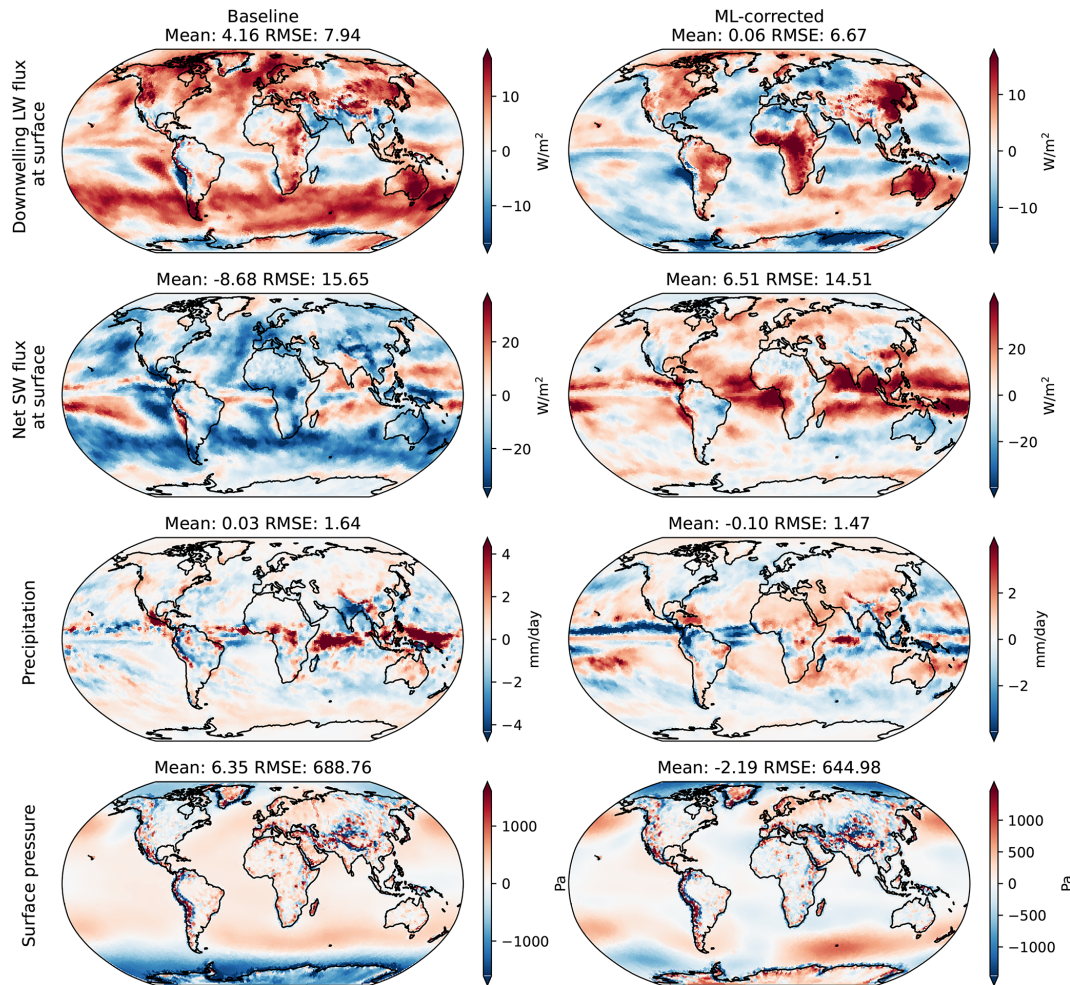 Baseline
Mean: 4.16 RMSE: 7.94
ML-corrected
Mean: 0.06 RMSE: 6.67
Downwelling LW flux
at surface
10
0
−10
W/m²
10
0
−10
W/m²
Mean: -8.68 RMSE: 15.65
Mean: 6.51 RMSE: 14.51
Net SW flux
at surface
20
0
−20
W/m²
20
0
−20
W/m²
Mean: 0.03 RMSE: 1.64
Mean: -0.10 RMSE: 1.47
Precipitation
4
2
0
−2
−4
mm/day
2
0
−2
mm/day
Mean: 6.35 RMSE: 688.76
Mean: -2.19 RMSE: 644.98
Surface pressure
1000
0
−1000
Pa
1000
500
0
−500
−1000
Pa